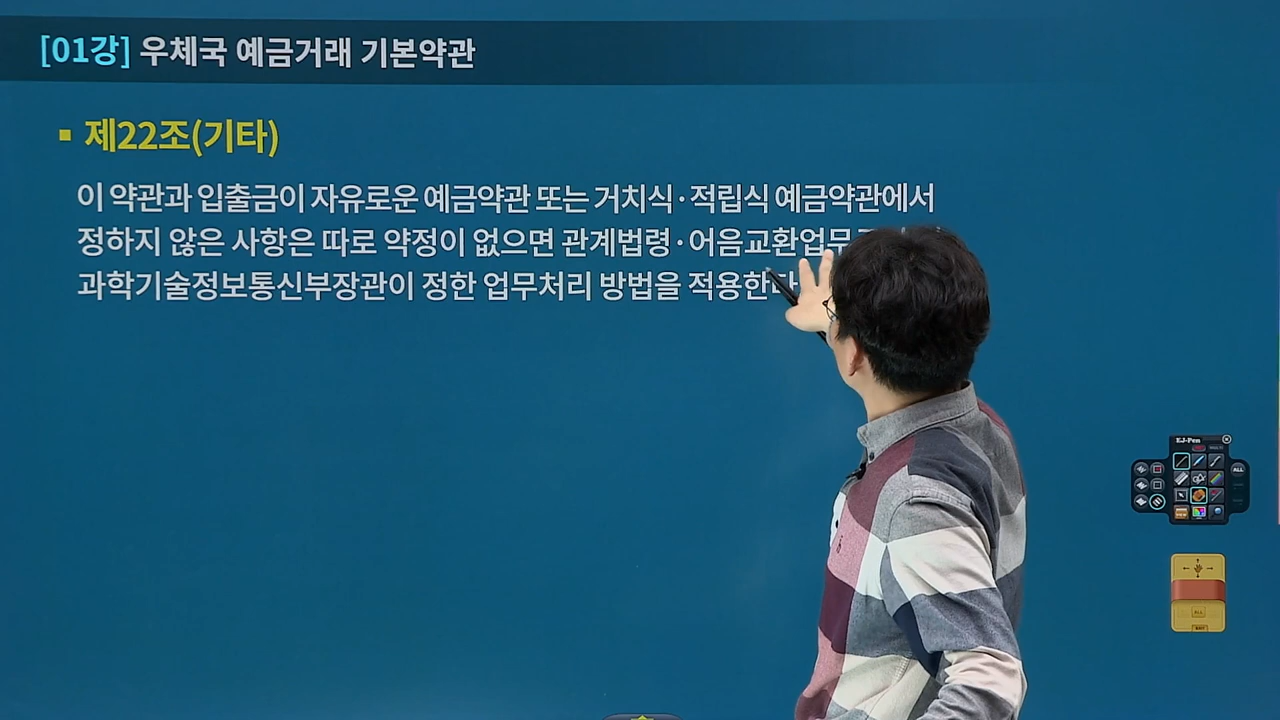 [01강] 우체국 예금거래 기본약관
▪ 제22조(기타)
이 약관과 입출금이 자유로운 예금약관 또는 거치식·적립식 예금약관에서
정하지 않은 사항은 따로 약정이 없으면 관계법령·어음교환업무
과학기술정보통신부장관이 정한 업무처리 방법을 적용한다
EJ-Pen
ALL
ALL